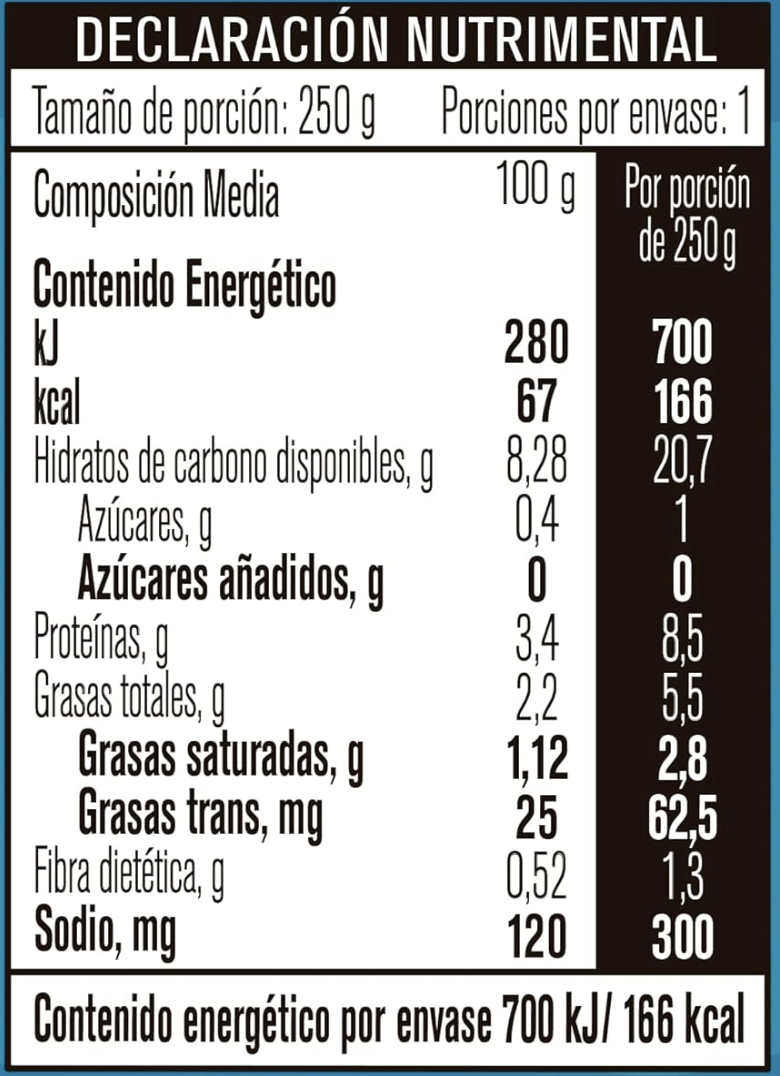 DECLARACIÓN NUTRIMENTAL
Tamaño de porción: 250 g Porciones por envase: 1
Composición Media 100 g Por porción
de 250 g
Contenido Energético
kJ 280 700
kcal 67 166
Hidratos de carbono disponibles, g 8,28 20,7
Azúcares, g 0,4 1
Azúcares añadidos, g 0 0
Proteínas, g 3,4 8,5
Grasas totales, g 2,2 5,5
Grasas saturadas, g 1,12 2,8
Grasas trans, mg 25 62,5
Fibra dietética, g 0,52 1,3
Sodio, mg 120 300
Contenido energético por envase 700 kJ/ 166 kcal